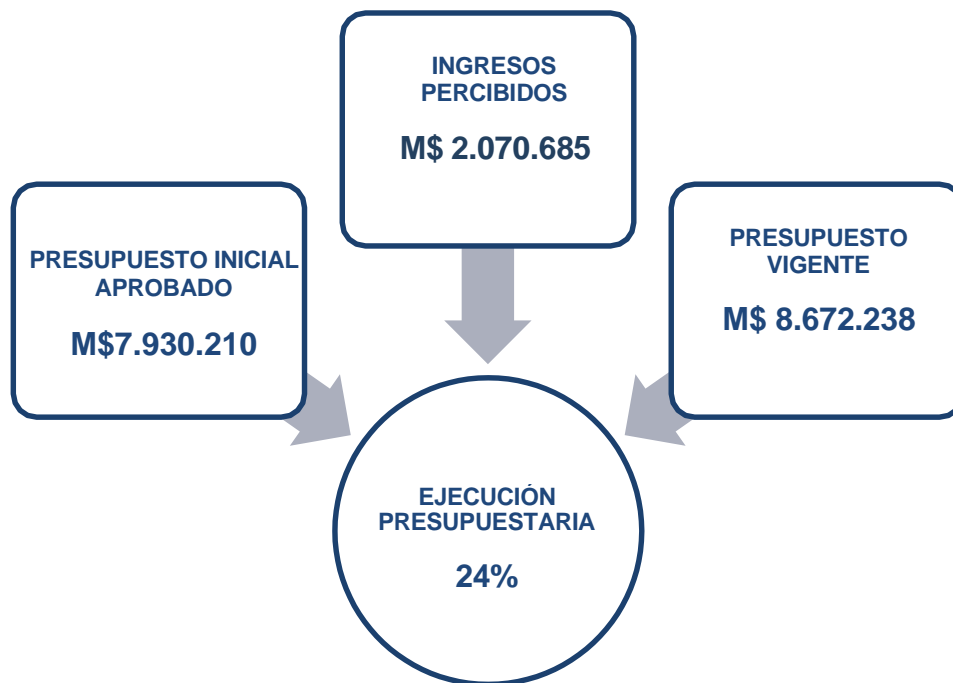 INGRESOS
PERCIBIDOS
M$ 2.070.685
PRESUPUESTO INICIAL
APROBADO
M$7.930.210
PRESUPUESTO
VIGENTE
M$ 8.672.238
EJECUCIÓN
PRESUPUESTARIA
24%